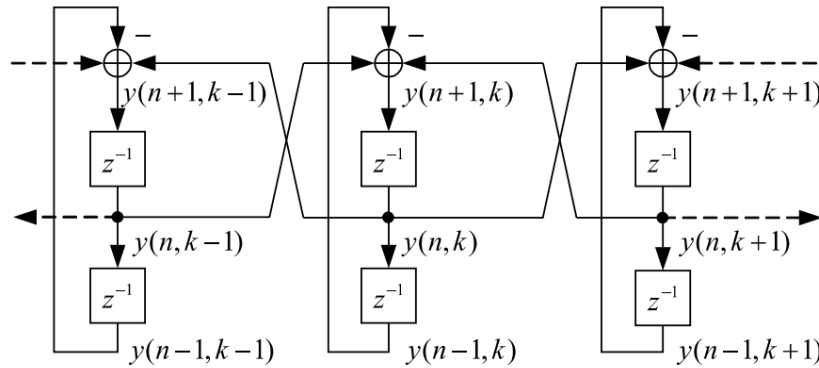 − − −
y(n+1,k−1) y(n+1,k) y(n+1,k+1)
z⁻¹ z⁻¹ z⁻¹
y(n,k−1) y(n,k) y(n,k+1)
z⁻¹ z⁻¹ z⁻¹
y(n−1,k−1) y(n−1,k) y(n−1,k+1)